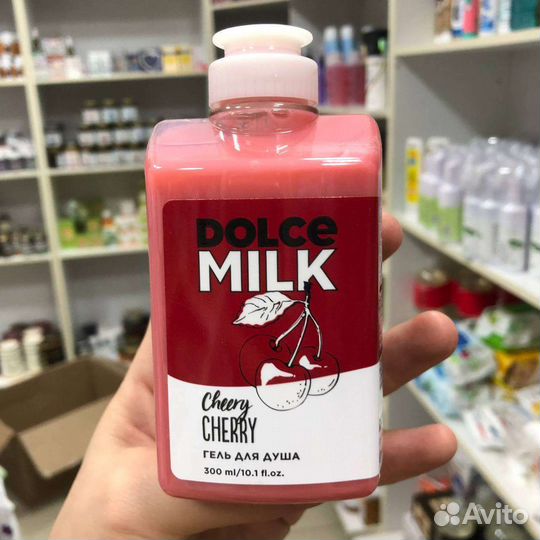 DOLCE
MILK
Cheery
CHERRY
ГЕЛЬ ДЛЯ ДУША
300 ml/10.1 fl.oz.
Avito